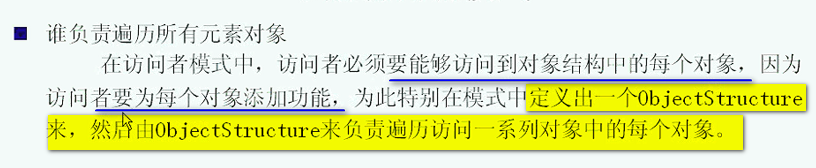 谁负责遍历所有元素对象
在访问者模式中，访问者必须要能够访问到对象结构中的每个对象，因为
访问者要为每个对象添加功能，为此特别在模式中定义出一个ObjectStructure
来，然后由ObjectStructure来负责遍历访问一系列对象中的每个对象。